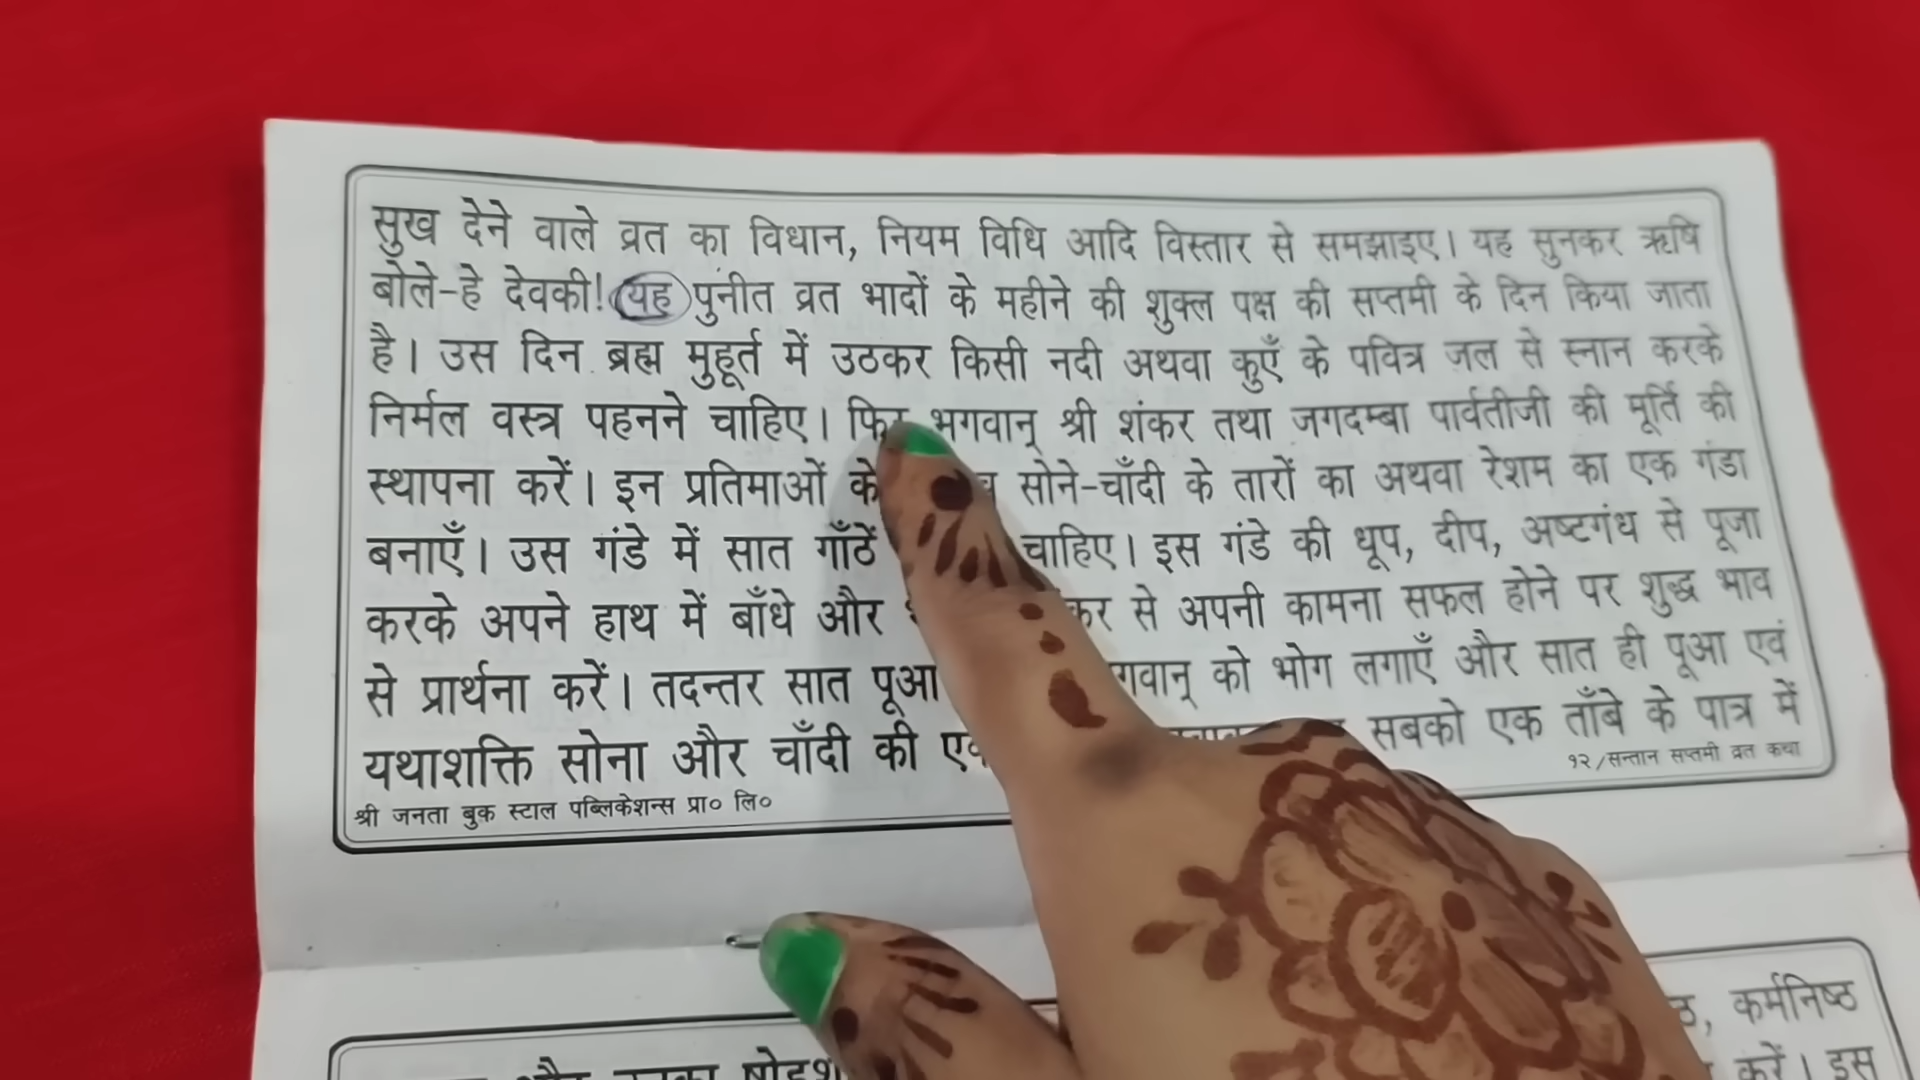 सुख देने वाले व्रत का विधान, नियम विधि आदि विस्तार से समझाइए। यह सुनकर ऋषि
बोले-हे देवकी! यह पुनीत व्रत भादों के महीने की शुक्ल पक्ष की सप्तमी के दिन किया जाता
है। उस दिन ब्रह्म मुहूर्त में उठकर किसी नदी अथवा कुएँ के पवित्र जल से स्नान करके
निर्मल वस्त्र पहनने चाहिए। भगवान् श्री शंकर तथा जगदम्बा पार्वतीजी की मूर्ति की
स्थापना करें। इन प्रतिमाओं के सोने-चाँदी के तारों का अथवा रेशम का एक गंडा
बनाएँ। उस गंडे में सात गाँठें चाहिए। इस गंडे की धूप, दीप, अष्टगंध से पूजा
करके अपने हाथ में बाँधे और से अपनी कामना सफल होने पर शुद्ध भाव
से प्रार्थना करें। तदन्तर सात पूआ को भोग लगाएँ और सात ही पूआ एवं
यथाशक्ति सोना और चाँदी की सबको एक ताँबे के पात्र में
१२/सन्तान सप्तमी व्रत कथा
श्री जनता बुक स्टाल पब्लिकेशन्स प्रा० लि०
कर्मनिष्ठ
करें। इस